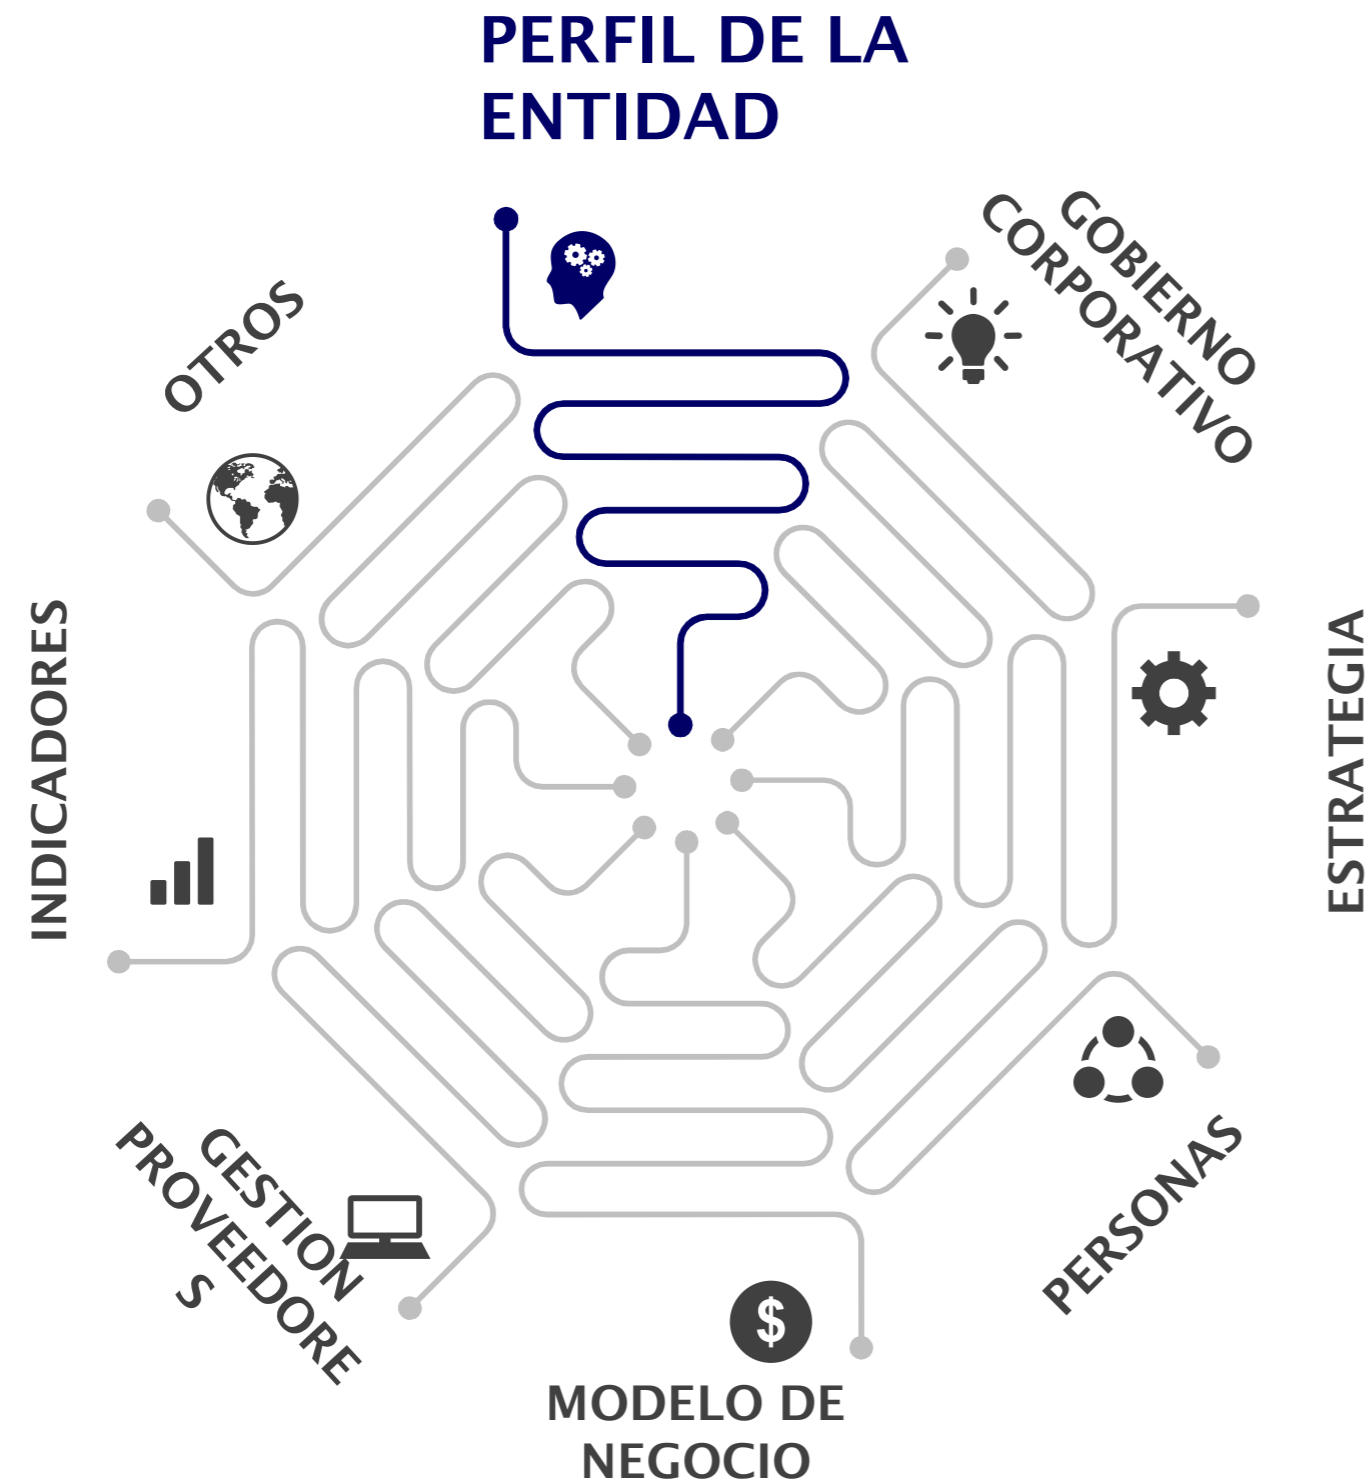 PERFIL DE LA
ENTIDAD
GOBIERNO
CORPORATIVO
ESTRATEGIA
PERSONAS
MODELO DE
NEGOCIO
GESTION
PROVEEDORE
S
INDICADORES
OTROS
$